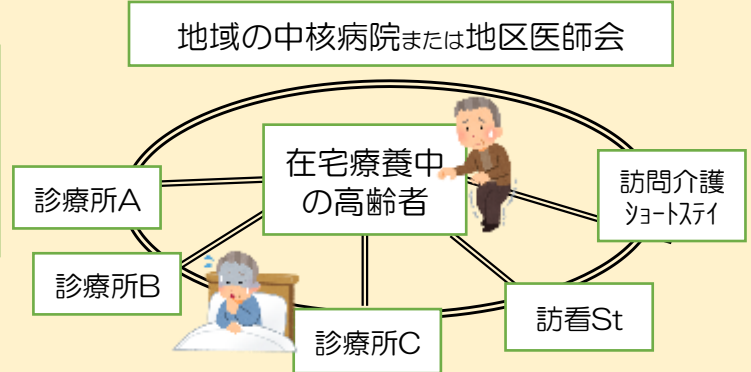 地域の中核病院または地区医師会
在宅療養中
の高齢者
診療所A
診療所B
診療所C
訪看St
訪問介護
ｼｮｰﾄｽﾃｲ